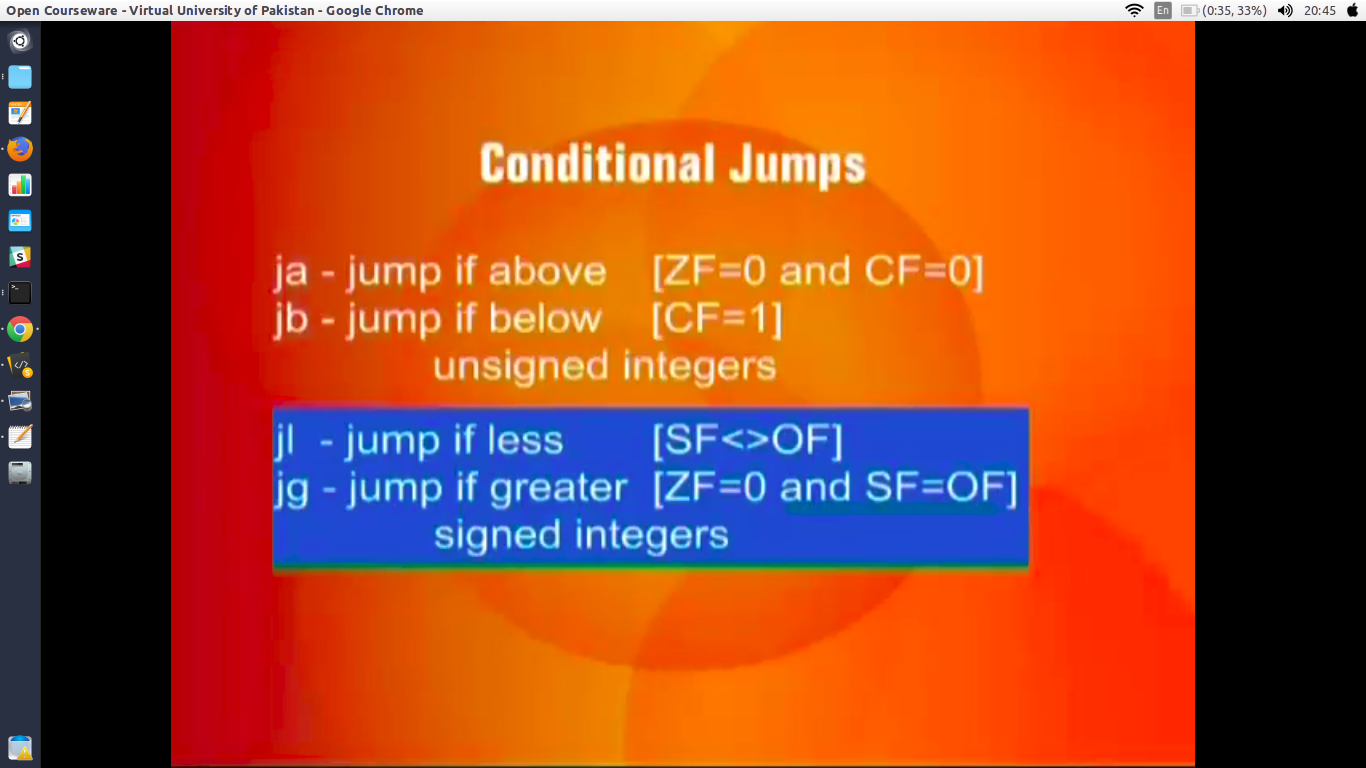 Open Courseware - Virtual University of Pakistan - Google Chrome
En (0:35, 33%) 20:45
Conditional Jumps
ja - jump if above [ZF=0 and CF=0]
jb - jump if below [CF=1]
unsigned integers
jl - jump if less [SF<>OF]
jg - jump if greater [ZF=0 and SF=OF]
signed integers